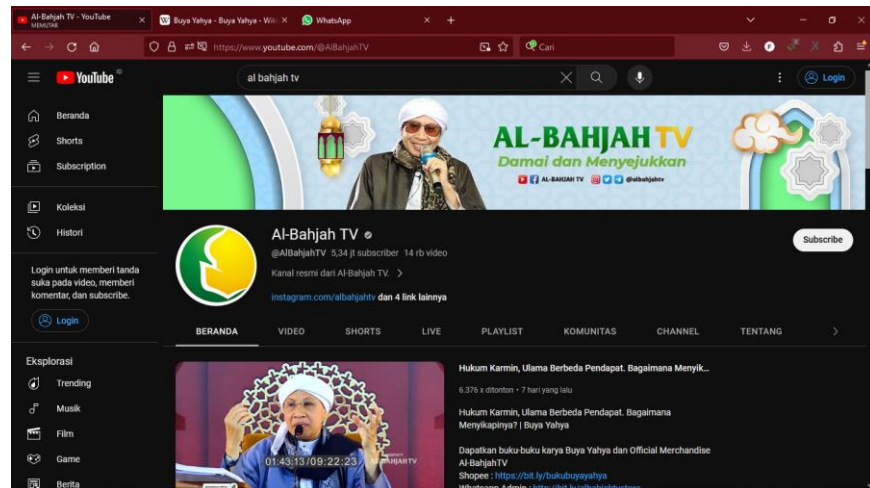 Al-Bahjah TV - YouTube
MEMUTAR
Buya Yahya - Buya Yahya - Wiki
WhatsApp
https://www.youtube.com/@AlBahjahTV
Cari
YouTube ID
al bahjah tv
Login
Beranda
Shorts
Subscription
Koleksi
Histori
Login untuk memberi tanda
suka pada video, memberi
komentar, dan subscribe.
Login
Eksplorasi
Trending
Musik
Film
Game
Berita
AL-BAHJAH TV
Damai dan Menyejukkan
AL-BAHJAH TV @albahjahtv
Al-Bahjah TV
@AlBahjahTV 5,34 jt subscriber 14 rb video
Kanal resmi dari Al-Bahjah TV.
instagram.com/albahjahtv dan 4 link lainnya
Subscribe
BERANDA VIDEO SHORTS LIVE PLAYLIST KOMUNITAS CHANNEL TENTANG
01:43:13/09:22:23
Hukum Karmin, Ulama Berbeda Pendapat. Bagaimana Menyik...
6.376 x ditonton • 7 hari yang lalu
Hukum Karmin, Ulama Berbeda Pendapat. Bagaimana
Menyikapinya? | Buya Yahya
Dapatkan buku-buku karya Buya Yahya dan Official Merchandise
Al-BahjahTV
Shopee : https://bit.ly/bukubuyayahya
Whatsapp Admin : http://bit.ly/albahjahtvstore